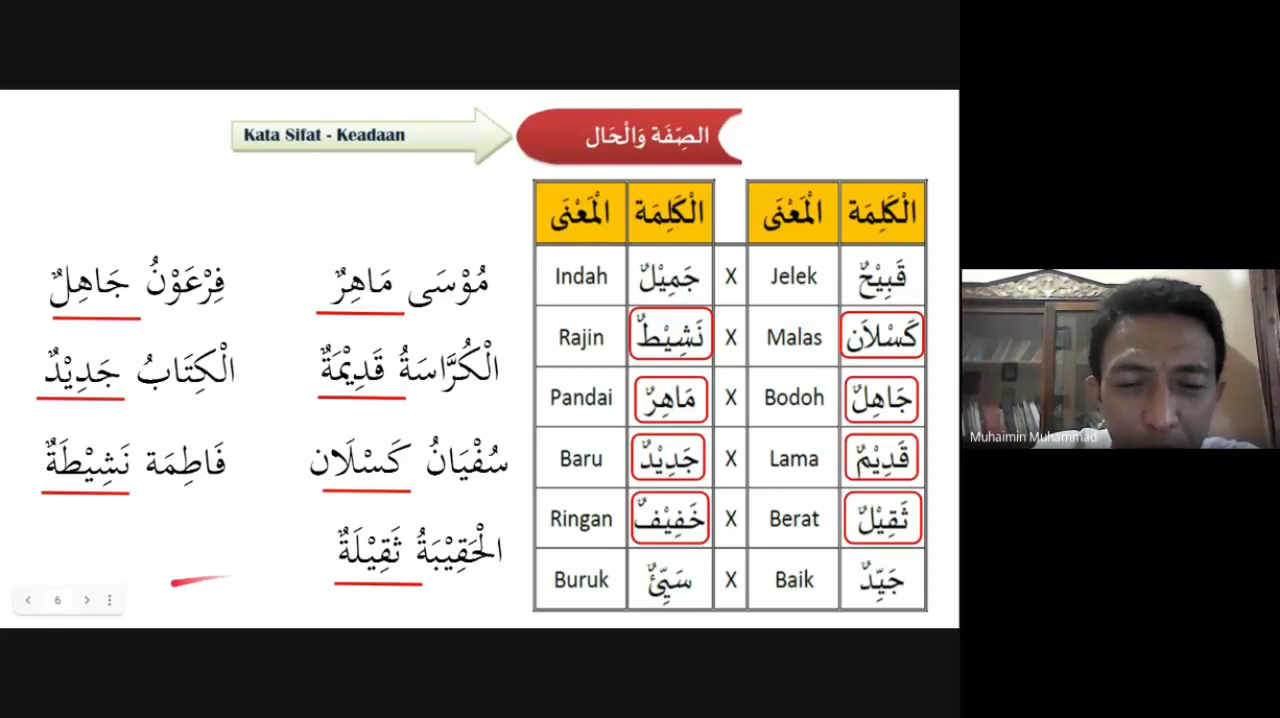 Kata Sifat - Keadaan
الصِّفَة وَالْحَال
الْكَلِمَة الْمَعْنَى الْكَلِمَة الْمَعْنَى
قَبِيْحٌ Jelek X جَمِيْلٌ Indah
كَسْلاَن Malas X نَشِيْطٌ Rajin
جَاهِلٌ Bodoh X مَاهِرٌ Pandai
قَدِيْمٌ Lama X جَدِيْدٌ Baru
ثَقِيْلٌ Berat X خَفِيْفٌ Ringan
جَيِّدٌ Baik X سَيِّئٌ Buruk
مُوْسَى مَاهِرٌ
فِرْعَوْنُ جَاهِلٌ
الْكُرَّاسَةُ قَدِيْمَةٌ
الْكِتَابُ جَدِيْدٌ
سُفْيَانُ كَسْلَان
فَاطِمَة نَشِيْطَةٌ
الْحَقِيْبَةُ ثَقِيْلَةٌ
6
Muhaimin Muhammad